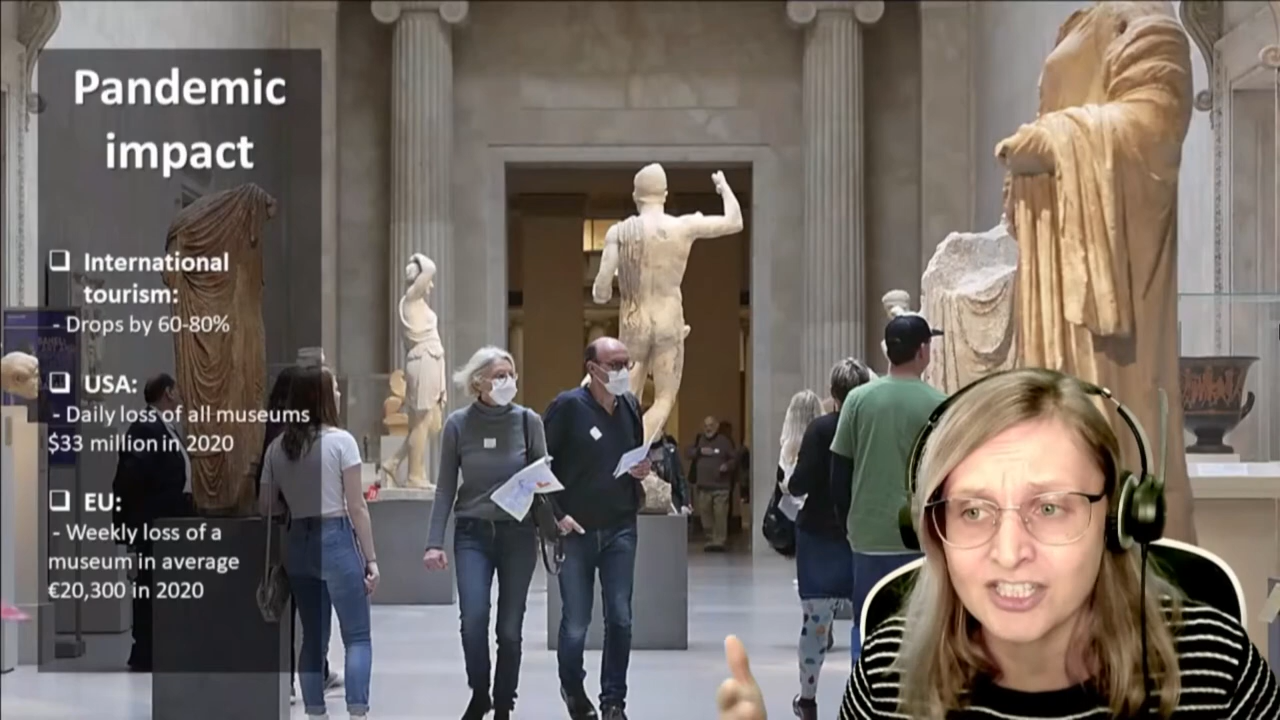 Pandemic
impact
❑ International
tourism:
- Drops by 60-80%
❑ USA:
- Daily loss of all museums
$33 million in 2020
❑ EU:
- Weekly loss of a
museum in average
€20,300 in 2020